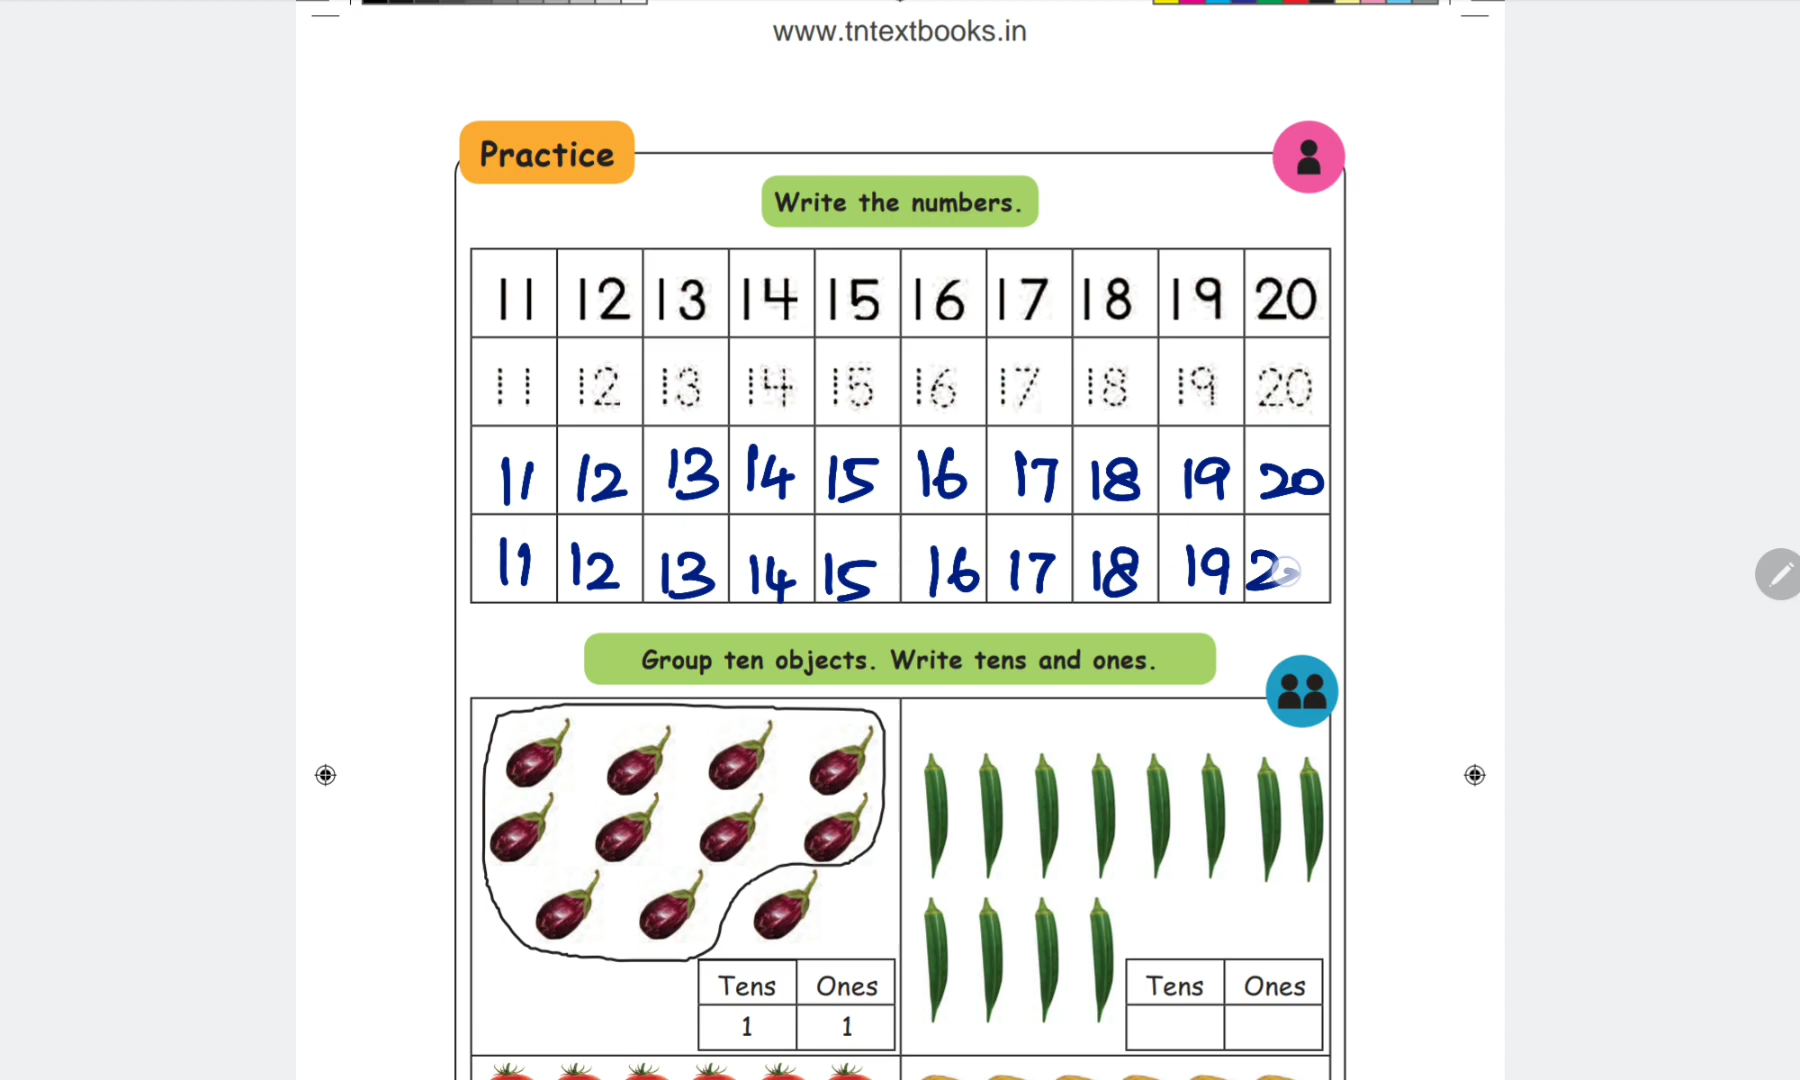 www.tntextbooks.in
Practice
Write the numbers.
11 12 13 14 15 16 17 18 19 20
11 12 13 14 15 16 17 18 19 20
11 12 13 14 15 16 17 18 19 20
11 12 13 14 15 16 17 18 19 2
Group ten objects. Write tens and ones.
Tens Ones
1 1
Tens Ones